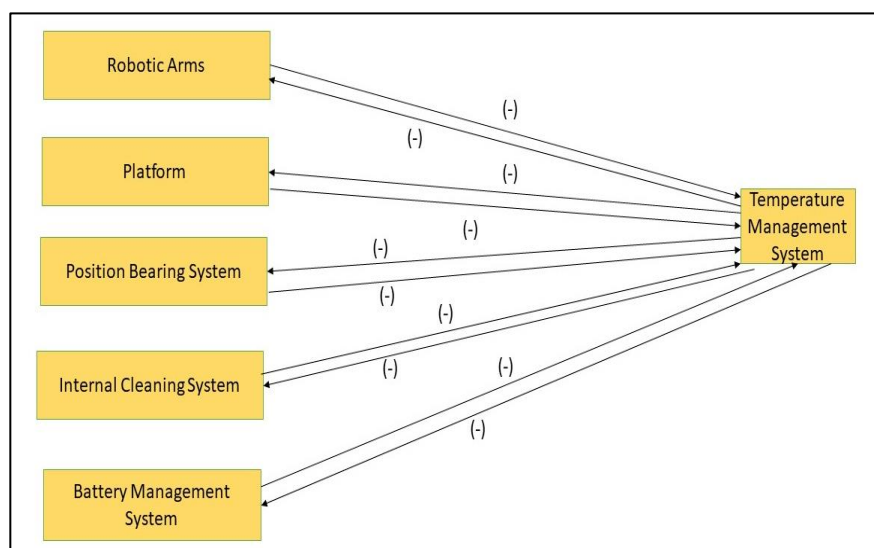 Robotic Arms
(-)
(-)
Platform
(-)
Temperature
Management
System
(-)
Position Bearing System
(-)
(-)
(-)
Internal Cleaning System
(-)
(-)
(-)
Battery Management
System